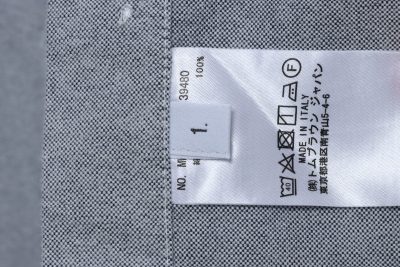 NO. M
39480
100%
1.
40
F
MADE IN ITALY
㈱トムブラウン ジャパン
東京都港区南青山5-4-6